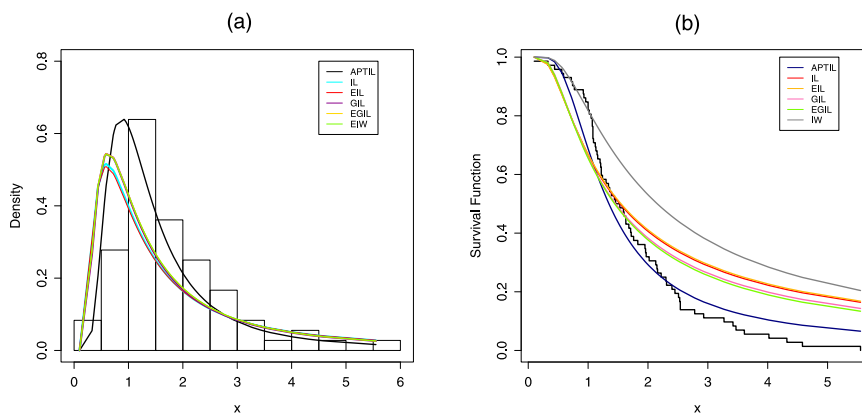 (a)
0.8
0.6
0.4
0.2
0.0
Density
APTIL
IL
EIL
GIL
EGIL
EIW
0 1 2 3 4 5 6
x
(b)
1.0
0.8
0.6
0.4
0.2
0.0
Survival Function
APTIL
IL
EIL
GIL
EGIL
IW
0 1 2 3 4 5
x